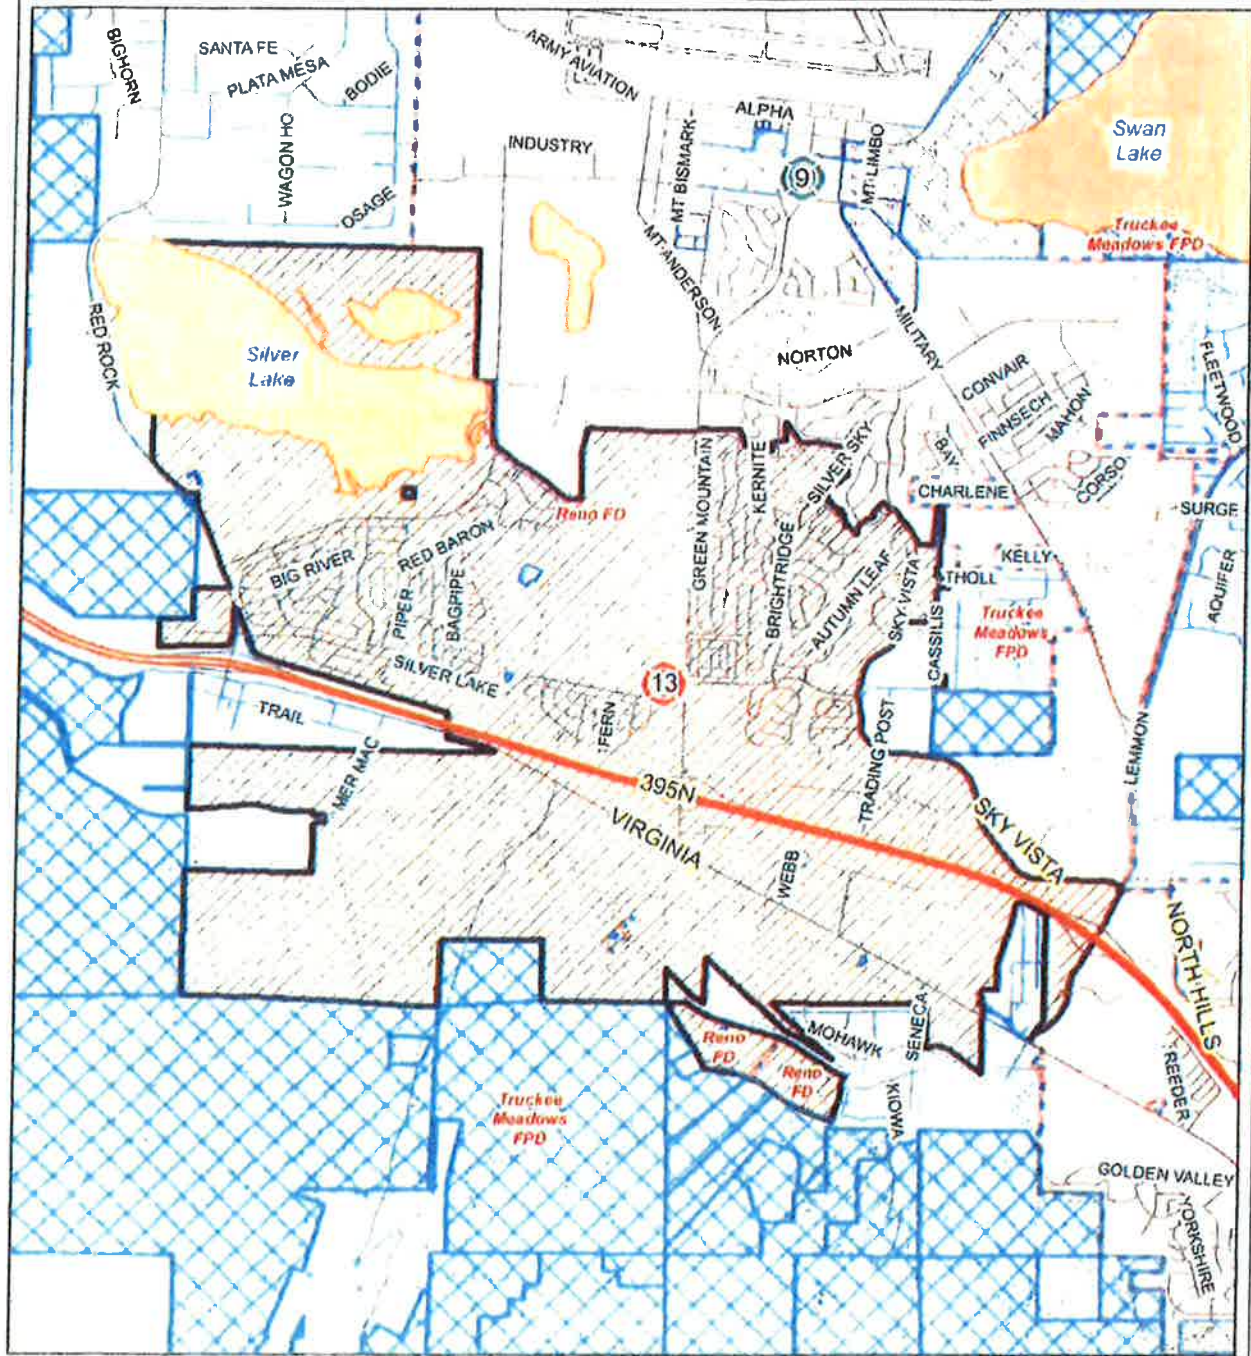 BIGHORN
SANTA FE
PLATA MESA
BODIE
WAGON HO
OSAGE
ARMY AVIATION
INDUSTRY
ALPHA
MT BISMARK
MT LIMBO
9
MT ANDERSON
Swan
Lake
Truckee
Meadows FPD
RED ROCK
Silver
Lake
MILITARY
NORTON
CONVAIR
FINNSECH
MAHON
FLEETWOOD
BAY
CORSO
CHARLENE
SURGE
GREEN MOUNTAIN
KERNITE
SILVER SKY
Reno FD
BIG RIVER
RED BARON
PIPER
BAGPIPE
BRIGHTRIDGE
AUTUMN LEAF
SKY VISTA
CASSILIS
THOLL
KELLY
AQUIFER
Truckee
Meadows
FPD
SILVER LAKE
13
TRAIL
FERN
MER MAC
395N
VIRGINIA
TRADING POST
LEMMON
SKY VISTA
WEBB
NORTH HILLS
MOHAWK
SENECA
Reno
FD
Reno
FD
KIOWA
REEDER
Truckee
Meadows
FPD
GOLDEN VALLEY
YORKSHIRE